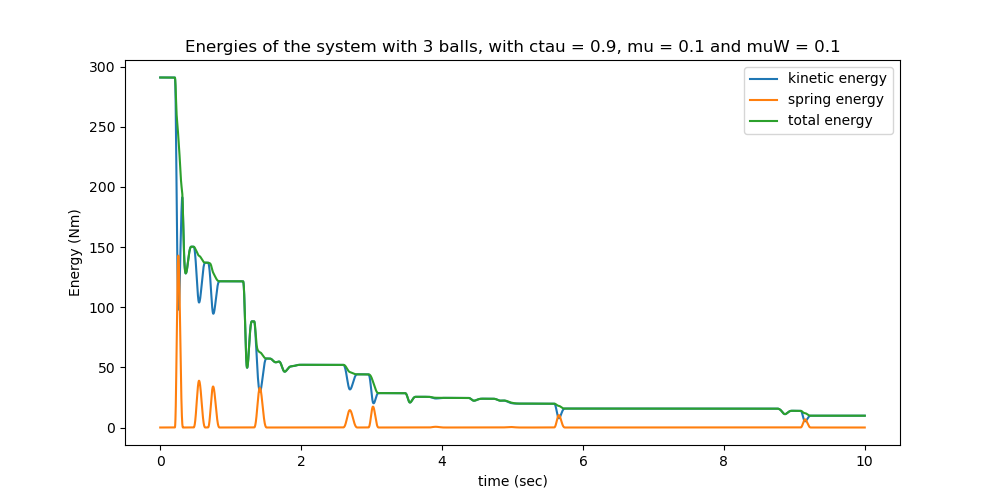 Energies of the system with 3 balls, with ctau = 0.9, mu = 0.1 and muW = 0.1
Energy (Nm)
300
250
200
150
100
50
0
kinetic energy
spring energy
total energy
0 2 4 6 8 10
time (sec)